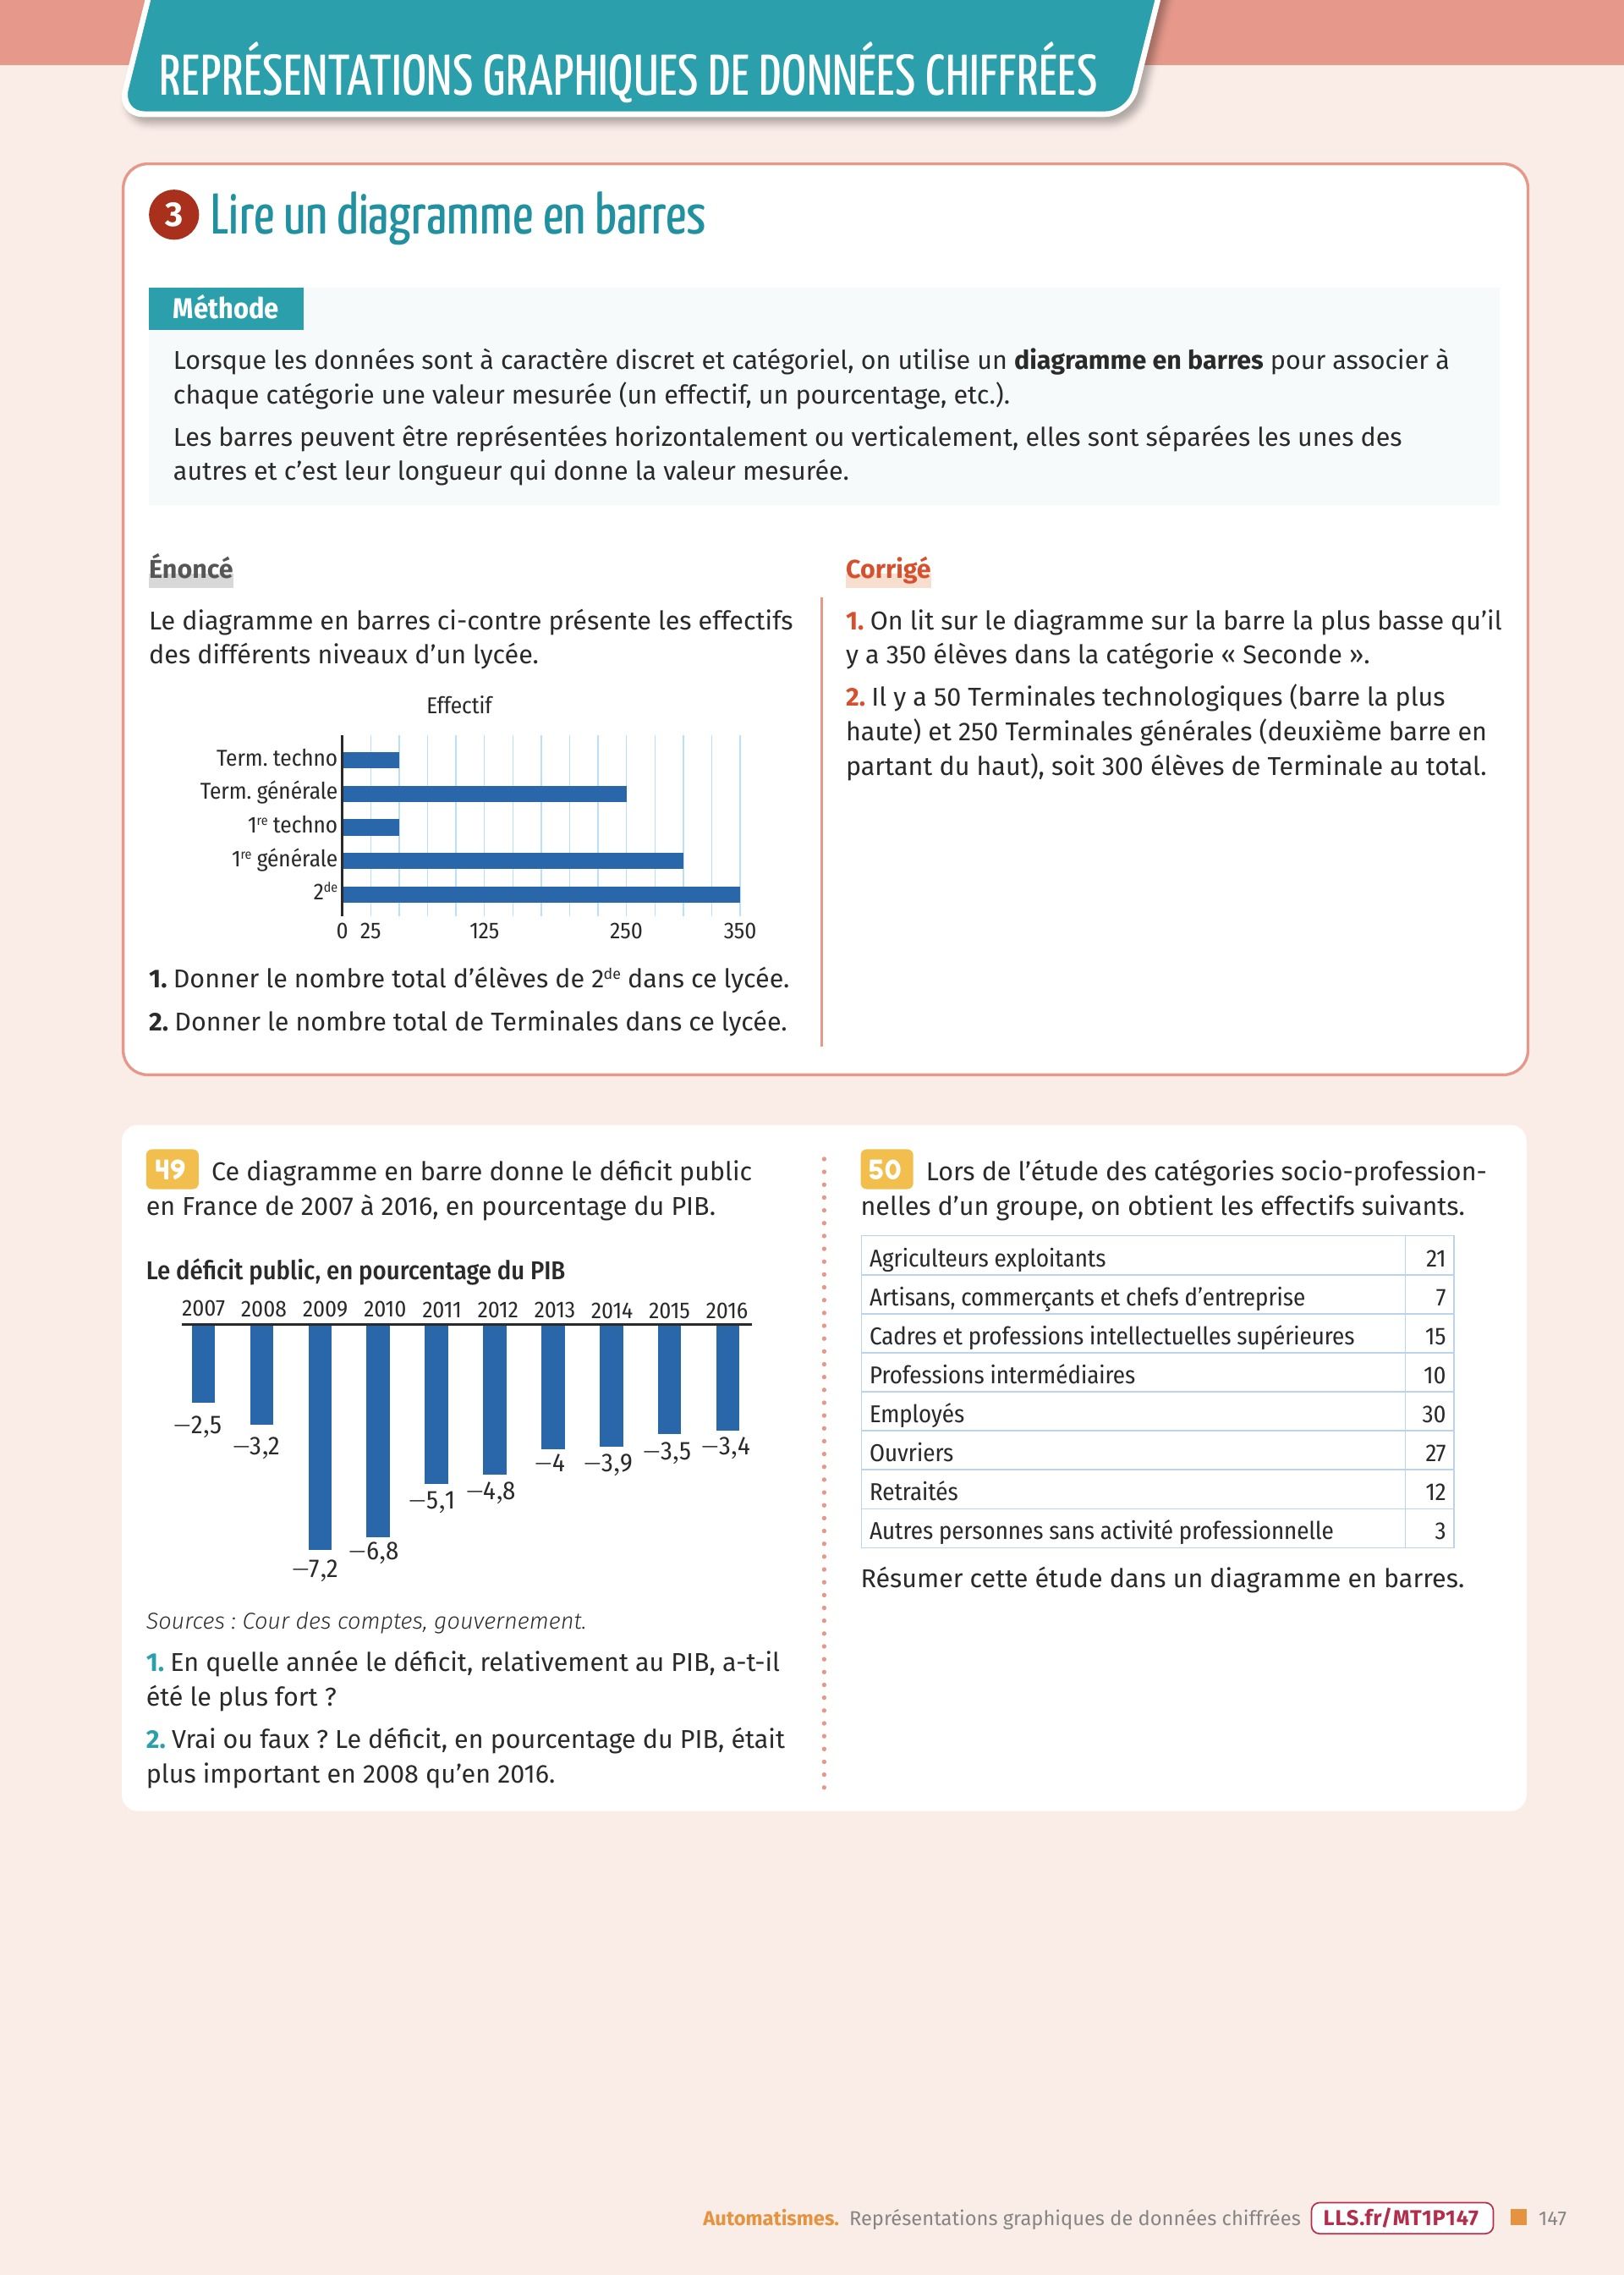 REPRÉSENTATIONS GRAPHIQUES DE DONNÉES CHIFFRÉES
3 Lire un diagramme en barres
Méthode
Lorsque les données sont à caractère discret et catégoriel, on utilise un diagramme en barres pour associer à
chaque catégorie une valeur mesurée (un effectif, un pourcentage, etc.).
Les barres peuvent être représentées horizontalement ou verticalement, elles sont séparées les unes des
autres et c’est leur longueur qui donne la valeur mesurée.
Énoncé
Le diagramme en barres ci-contre présente les effectifs
des différents niveaux d’un lycée.
Effectif
Term. techno
Term. générale
1re techno
1re générale
2de
0 25 125 250 350
1. Donner le nombre total d’élèves de 2de dans ce lycée.
2. Donner le nombre total de Terminales dans ce lycée.
Corrigé
1. On lit sur le diagramme sur la barre la plus basse qu’il
y a 350 élèves dans la catégorie « Seconde ».
2. Il y a 50 Terminales technologiques (barre la plus
haute) et 250 Terminales générales (deuxième barre en
partant du haut), soit 300 élèves de Terminale au total.
49 Ce diagramme en barre donne le déficit public
en France de 2007 à 2016, en pourcentage du PIB.
Le déficit public, en pourcentage du PIB
2007 2008 2009 2010 2011 2012 2013 2014 2015 2016
−2,5 −3,2 −7,2 −6,8 −5,1 −4,8 −4 −3,9 −3,5 −3,4
Sources : Cour des comptes, gouvernement.
1. En quelle année le déficit, relativement au PIB, a-t-il
été le plus fort ?
2. Vrai ou faux ? Le déficit, en pourcentage du PIB, était
plus important en 2008 qu’en 2016.
50 Lors de l’étude des catégories socio-profession-
nelles d’un groupe, on obtient les effectifs suivants.
Agriculteurs exploitants 21
Artisans, commerçants et chefs d’entreprise 7
Cadres et professions intellectuelles supérieures 15
Professions intermédiaires 10
Employés 30
Ouvriers 27
Retraités 12
Autres personnes sans activité professionnelle 3
Résumer cette étude dans un diagramme en barres.
Automatismes. Représentations graphiques de données chiffrées LLS.fr/MT1P147 147